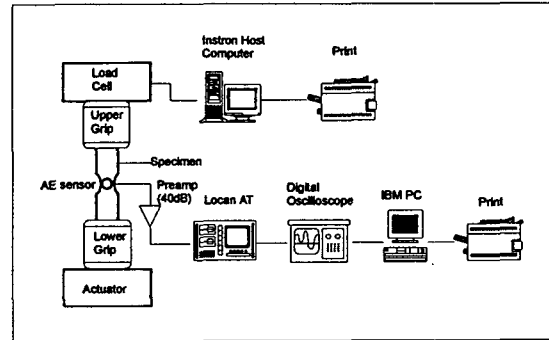 Instron Host
Computer
Print
Load
Cell
Upper
Grip
Specimen
AE sensor
Preamp
(40dB)
Locan AT
Digital
Oscilloscope
IBM PC
Print
Lower
Grip
Actuator